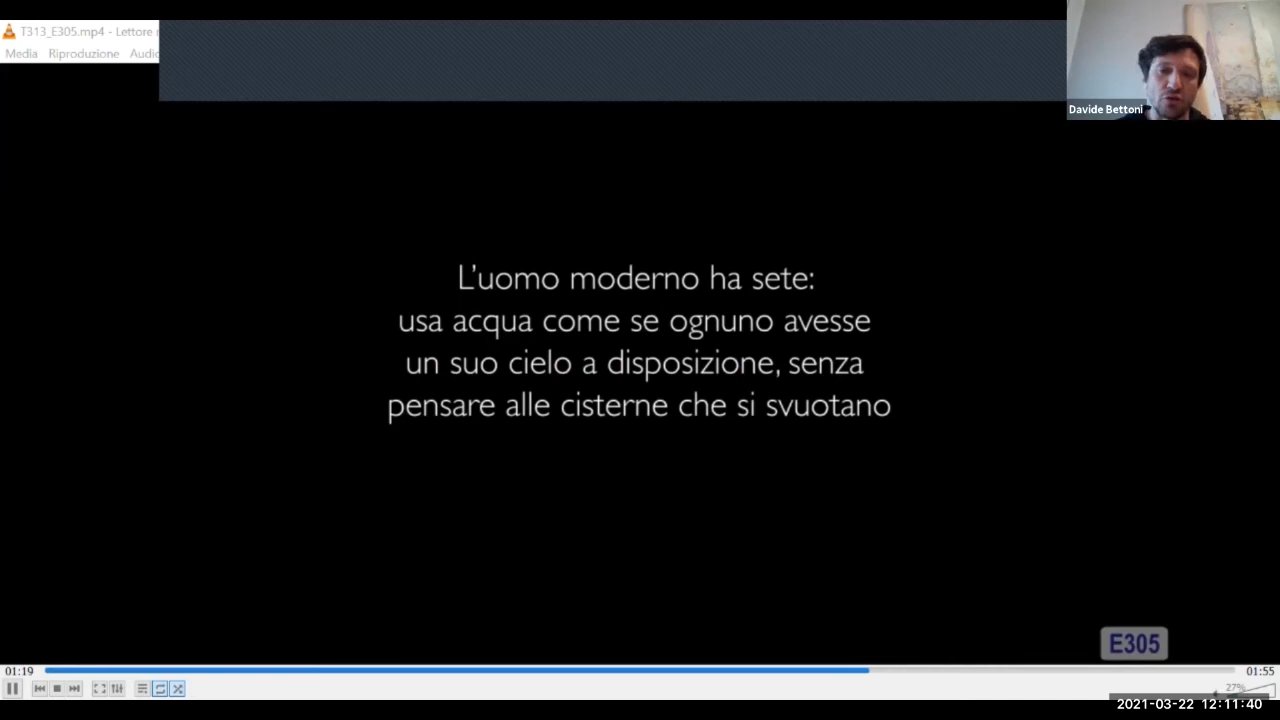 T313_E305.mp4 - Lettore
Media Riproduzione Audio
Davide Bettoni
L'uomo moderno ha sete:
usa acqua come se ognuno avesse
un suo cielo a disposizione, senza
pensare alle cisterne che si svuotano
E305
01:19 01:55
27%
2021-03-22 12:11:40